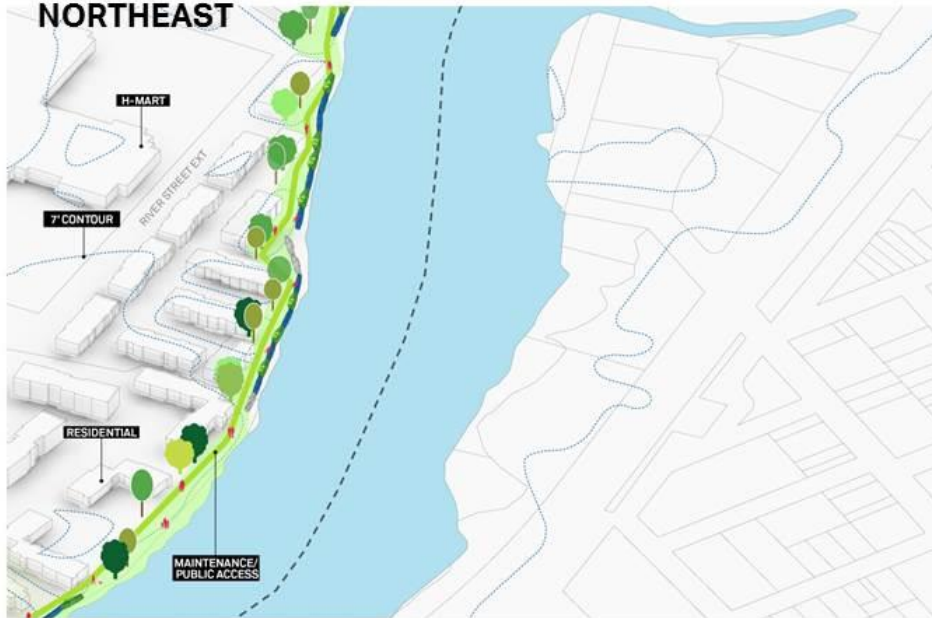 NORTHEAST
H-MART
RIVER STREET EXT
7' CONTOUR
RESIDENTIAL
MAINTENANCE/
PUBLIC ACCESS